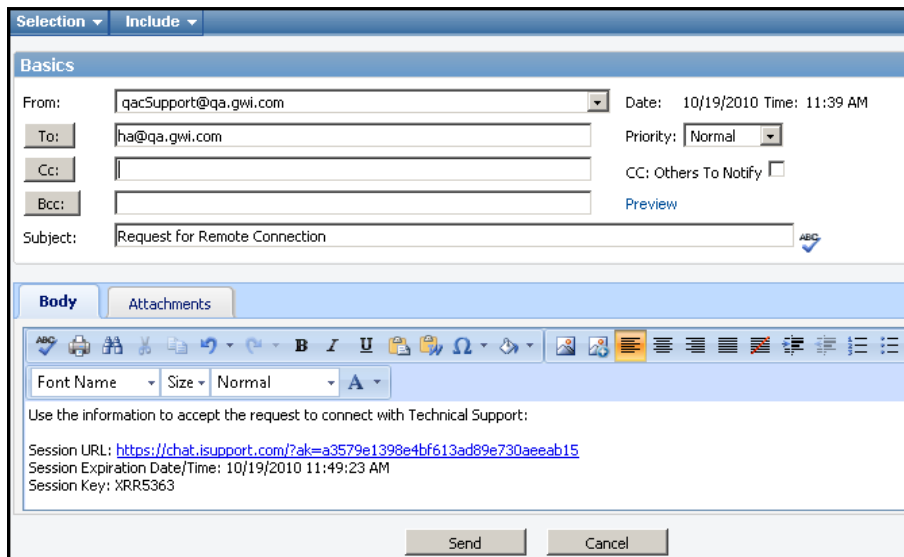 Selection Include
Basics
From: qacSupport@qa.gwi.com Date: 10/19/2010 Time: 11:39 AM
To: ha@qa.gwi.com Priority: Normal
Cc: CC: Others To Notify
Bcc: Preview
Subject: Request for Remote Connection ABC
Body Attachments
ABC B I U Ω
Font Name Size Normal A
Use the information to accept the request to connect with Technical Support:
Session URL: https://chat.isupport.com/?ak=a3579e1398e4bf613ad89e730aeeab15
Session Expiration Date/Time: 10/19/2010 11:49:23 AM
Session Key: XRR5363
Send Cancel